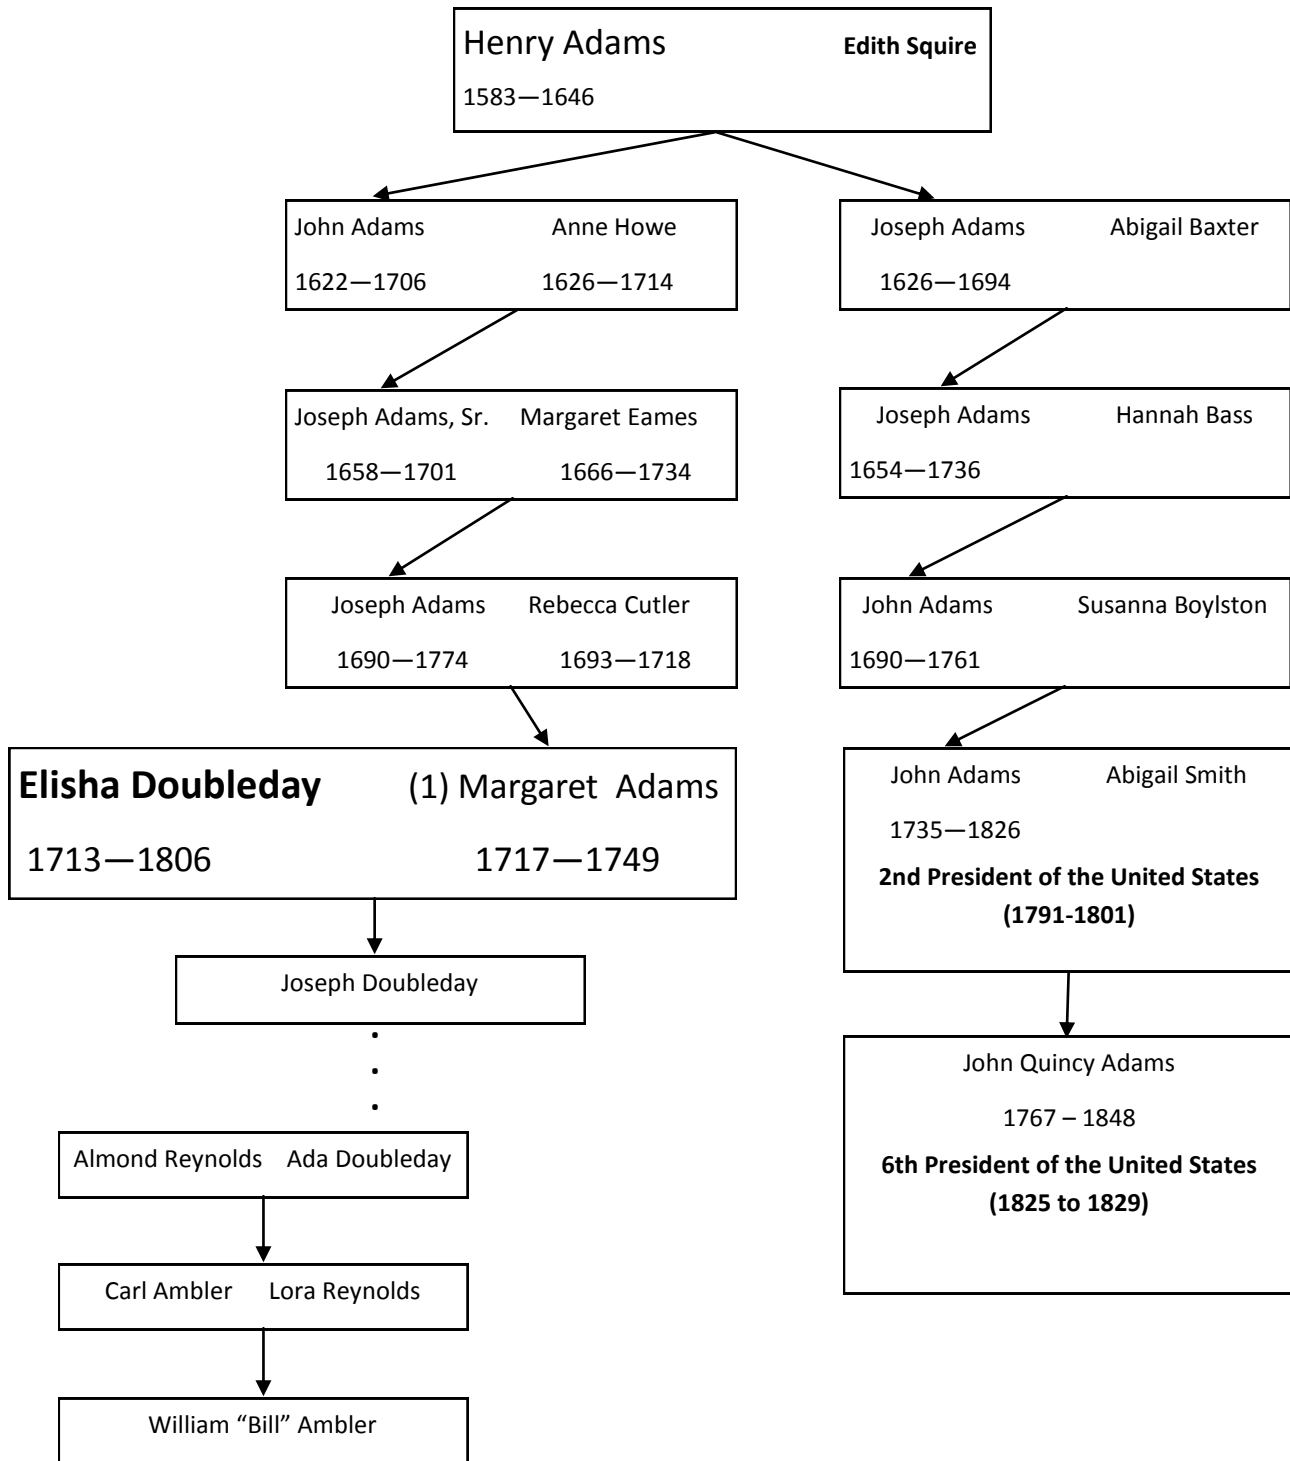 Henry Adams Edith Squire
1583—1646
John Adams Anne Howe
1622—1706 1626—1714
Joseph Adams Abigail Baxter
1626—1694
Joseph Adams, Sr. Margaret Eames
1658—1701 1666—1734
Joseph Adams Hannah Bass
1654—1736
Joseph Adams Rebecca Cutler
1690—1774 1693—1718
John Adams Susanna Boylston
1690—1761
Elisha Doubleday (1) Margaret Adams
1713—1806 1717—1749
John Adams Abigail Smith
1735—1826
2nd President of the United States
(1791-1801)
Joseph Doubleday
.
.
.
John Quincy Adams
1767 – 1848
6th President of the United States
(1825 to 1829)
Almond Reynolds Ada Doubleday
Carl Ambler Lora Reynolds
William “Bill” Ambler